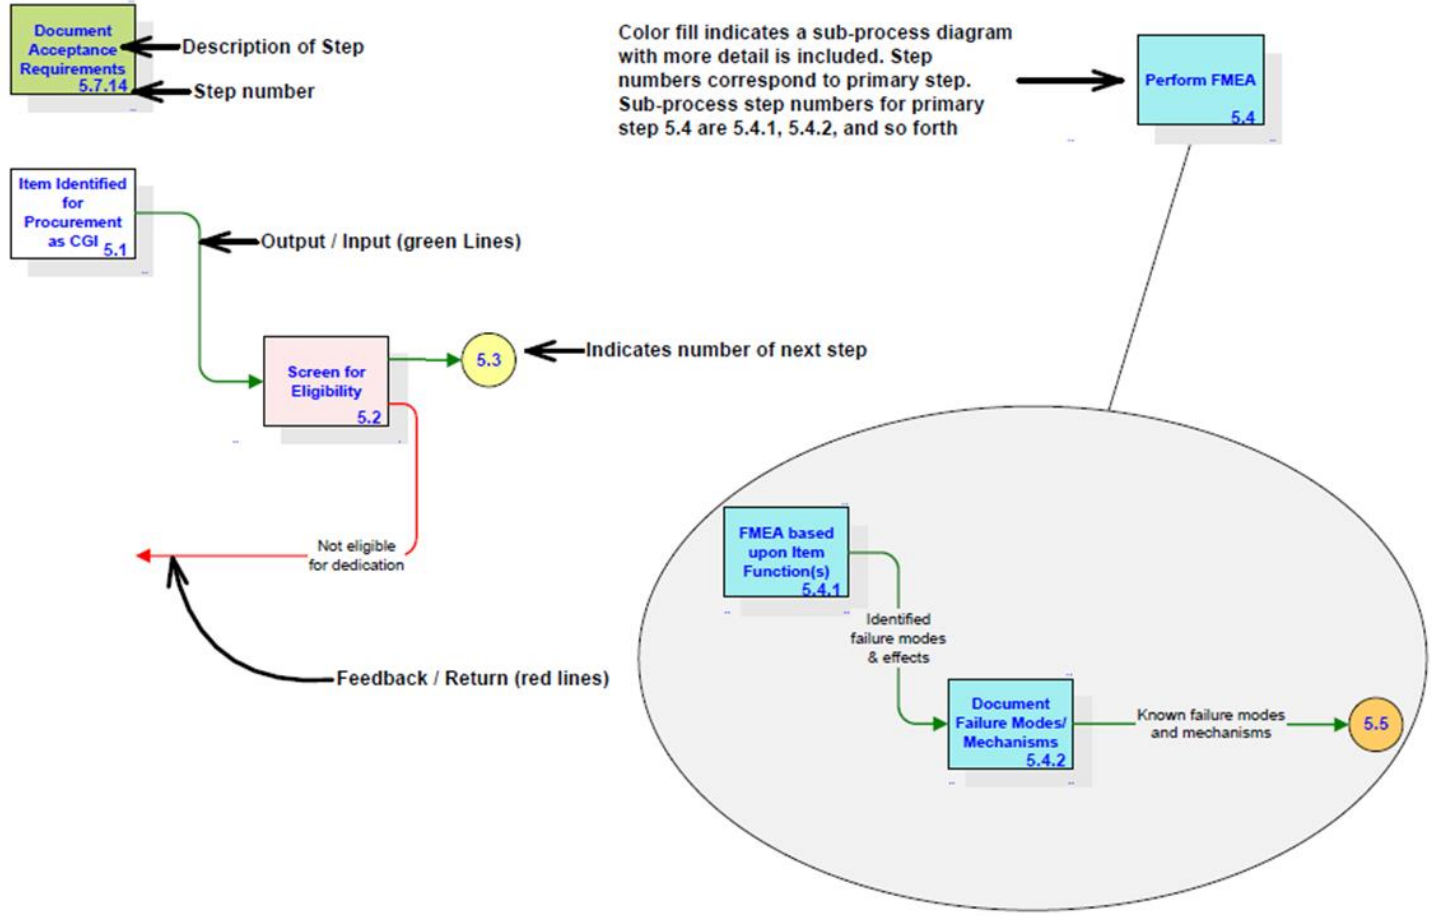 Document
Acceptance
Requirements
5.7.14
Description of Step
Step number
Color fill indicates a sub-process diagram
with more detail is included. Step
numbers correspond to primary step.
Sub-process step numbers for primary
step 5.4 are 5.4.1, 5.4.2, and so forth
Perform FMEA
5.4
Item Identified
for
Procurement
as CGI
5.1
Output / Input (green Lines)
Screen for
Eligibility
5.2
5.3
Indicates number of next step
Not eligible
for dedication
Feedback / Return (red lines)
FMEA based
upon Item
Function(s)
5.4.1
Identified
failure modes
& effects
Document
Failure Modes/
Mechanisms
5.4.2
Known failure modes
and mechanisms
5.5